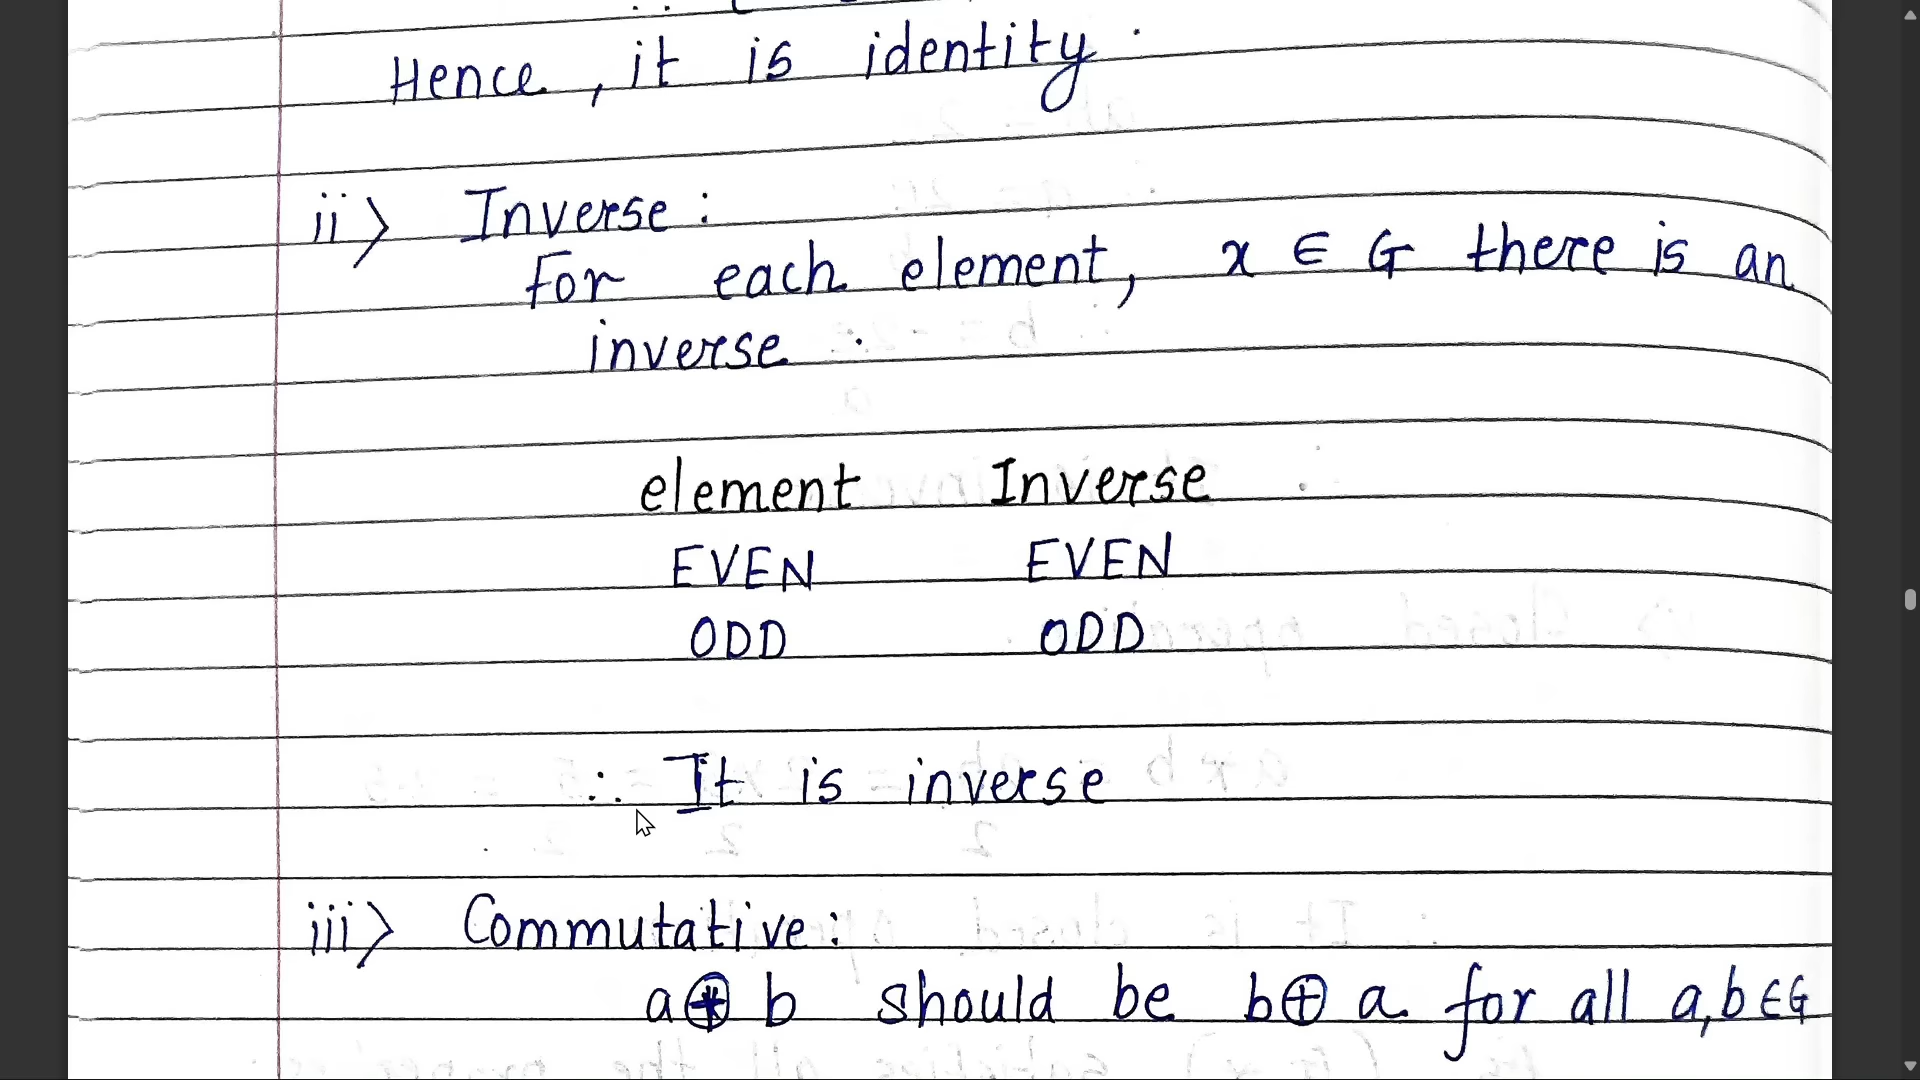 Hence, it is identity.
ii> Inverse:
For each element, x ∈ G there is an
inverse.
element Inverse
EVEN EVEN
ODD ODD
∴ It is inverse
iii> Commutative:
a ⊕ b should be b ⊕ a for all a, b ∈ G